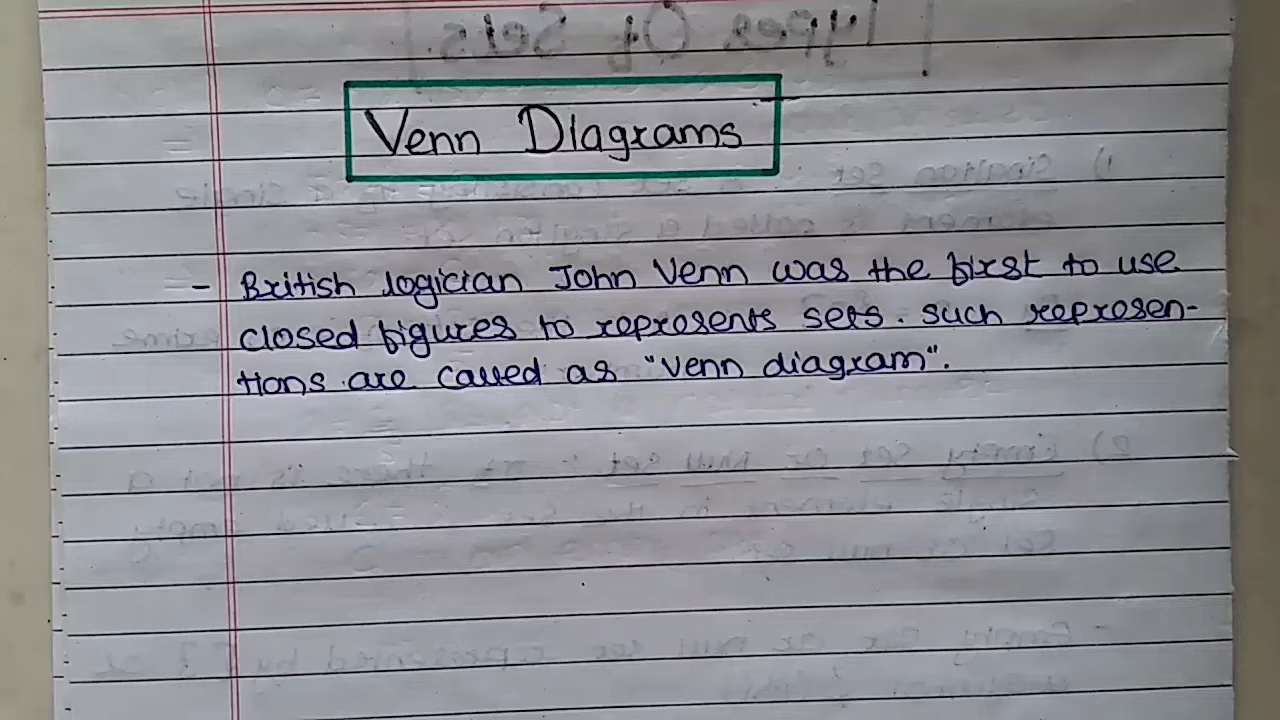 Venn Diagrams
- British logician John Venn was the first to use
closed figures to represents sets. such represen-
tions are called as "Venn diagram".